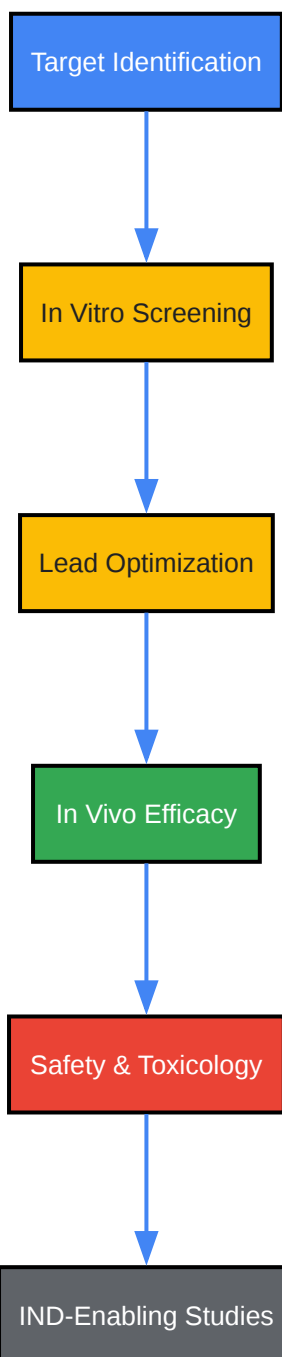 Target Identification
In Vitro Screening
Lead Optimization
In Vivo Efficacy
Safety & Toxicology
IND-Enabling Studies